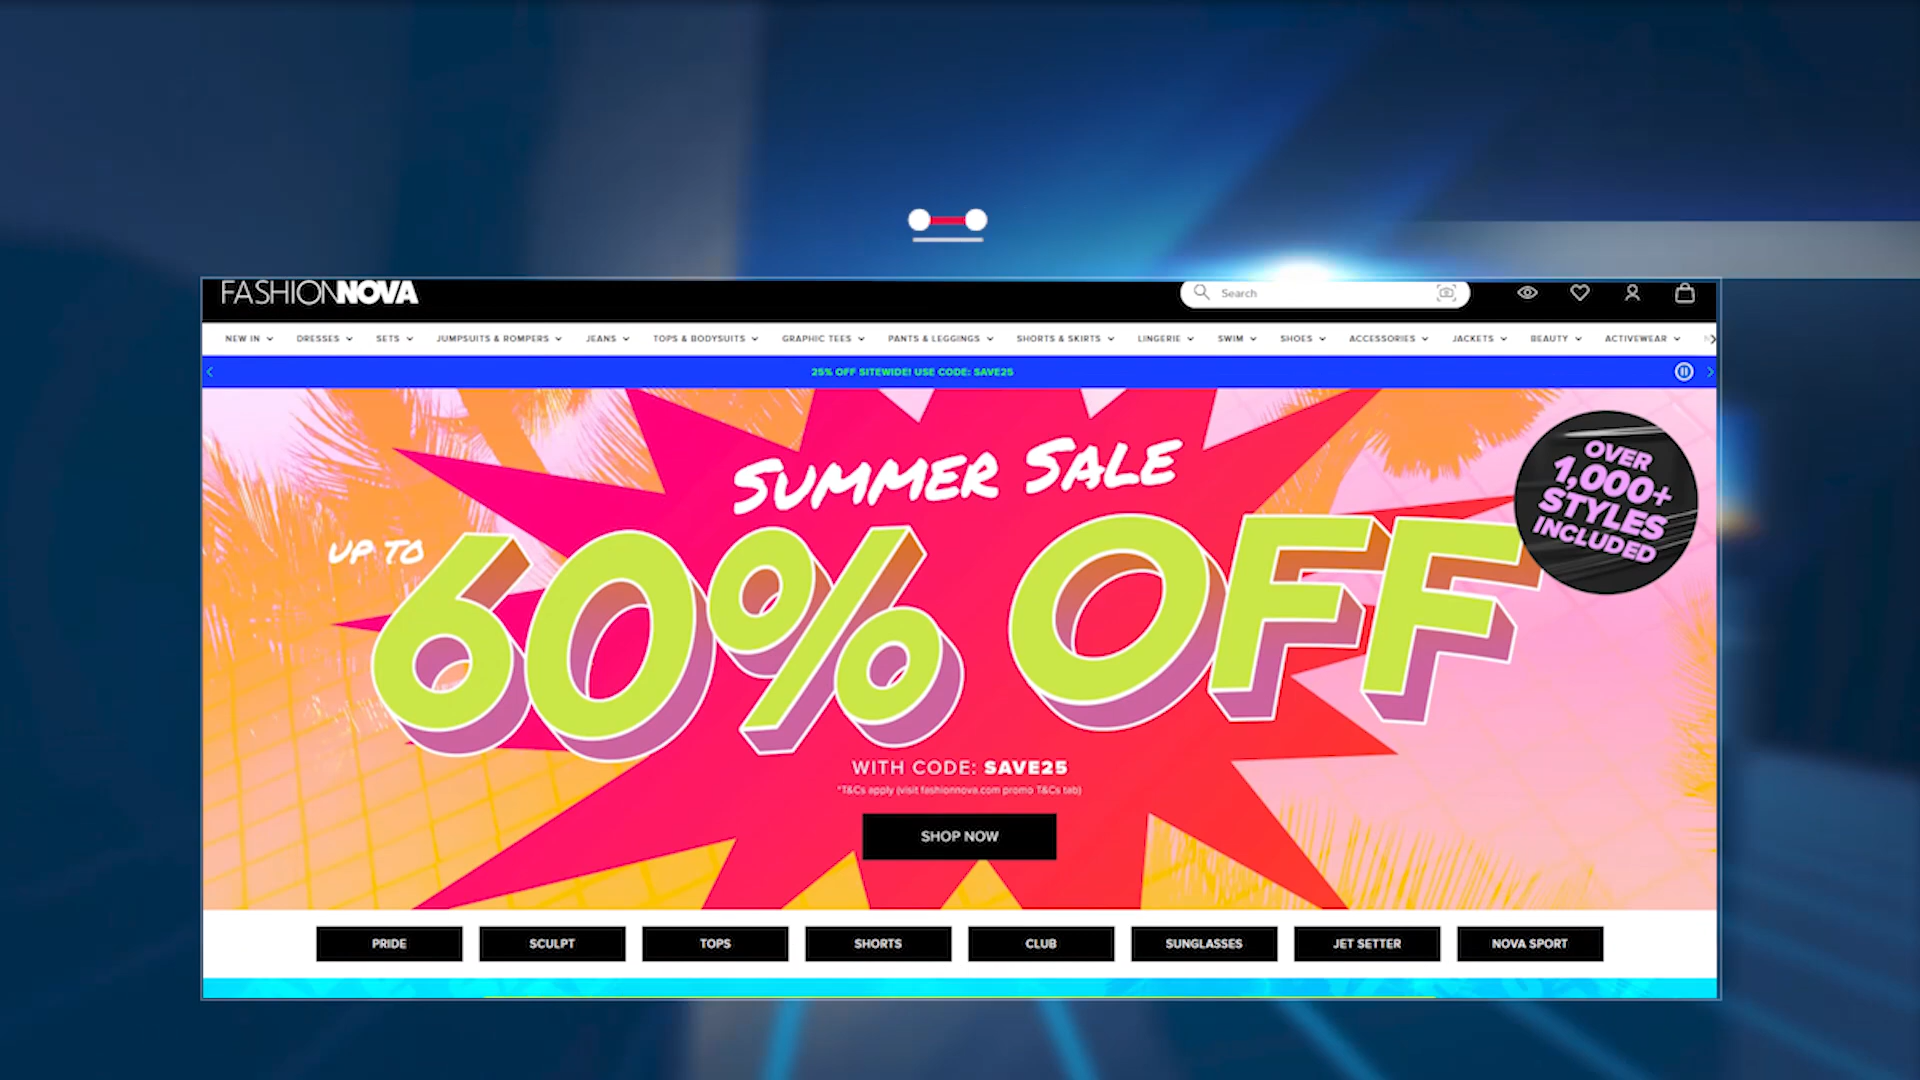 FASHIONNOVA
Search
NEW IN DRESSES SETS JUMPSUITS & ROMPERS JEANS TOPS & BODYSUITS GRAPHIC TEES PANTS & LEGGINGS SHORTS & SKIRTS LINGERIE SWIM SHOES ACCESSORIES JACKETS BEAUTY ACTIVEWEAR
25% OFF SITEWIDE! USE CODE: SAVE25
SUMMER SALE
UP TO
60% OFF
OVER
1,000+
STYLES
INCLUDED
WITH CODE: SAVE25
*T&Cs apply (visit fashionnova.com promo T&Cs tab)
SHOP NOW
PRIDE SCULPT TOPS SHORTS CLUB SUNGLASSES JET SETTER NOVA SPORT